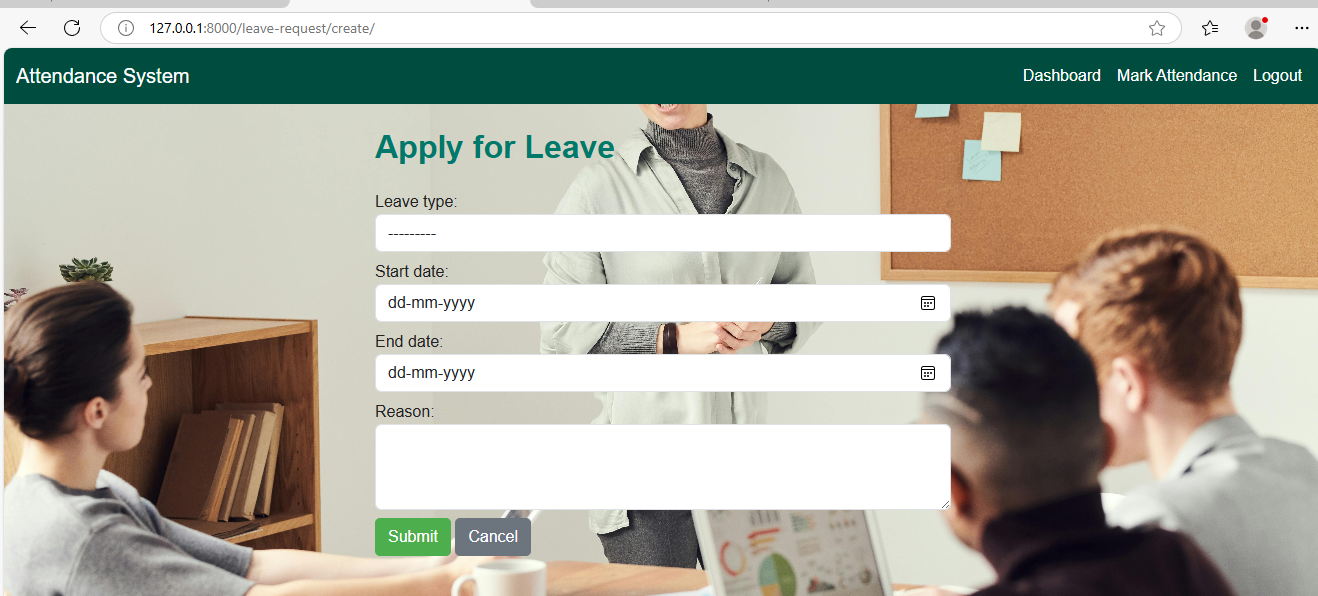 127.0.0.1:8000/leave-request/create/
Attendance System
Dashboard Mark Attendance Logout
Apply for Leave
Leave type:
---------
Start date:
dd-mm-yyyy
End date:
dd-mm-yyyy
Reason:
Submit Cancel